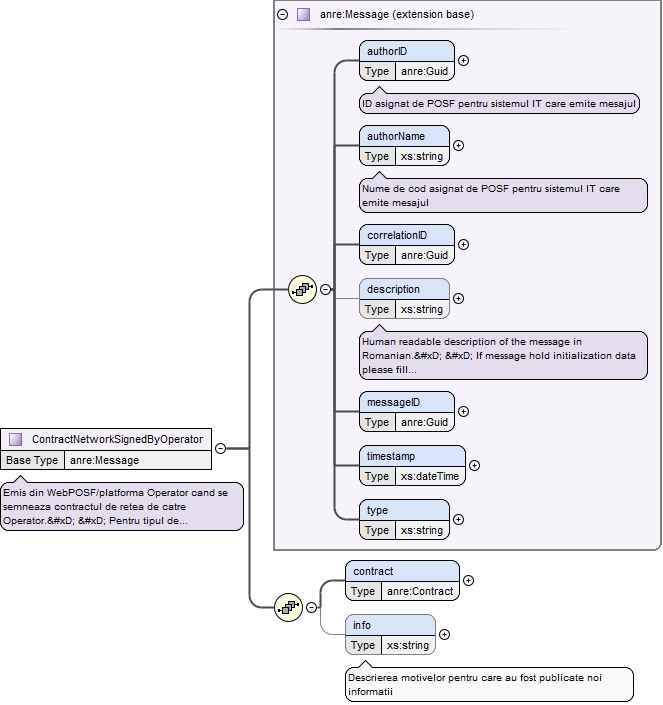 anre:Message (extension base)
authorID
Type anre:Guid
ID asignat de POSF pentru sistemul IT care emite mesajul
authorName
Type xs:string
Nume de cod asignat de POSF pentru sistemul IT care
emite mesajul
correlationID
Type anre:Guid
description
Type xs:string
Human readable description of the message in
Romanian.&#xD; &#xD; If message hold initialization data
please fill...
messageID
Type anre:Guid
timestamp
Type xs:dateTime
type
Type xs:string
ContractNetworkSignedByOperator
Base Type anre:Message
Emis din WebPOSF/platforma Operator cand se
semneaza contractul de retea de catre
Operator.&#xD; &#xD; Pentru tipul de...
contract
Type anre:Contract
info
Type xs:string
Descrierea motivelor pentru care au fost publicate noi
informatii